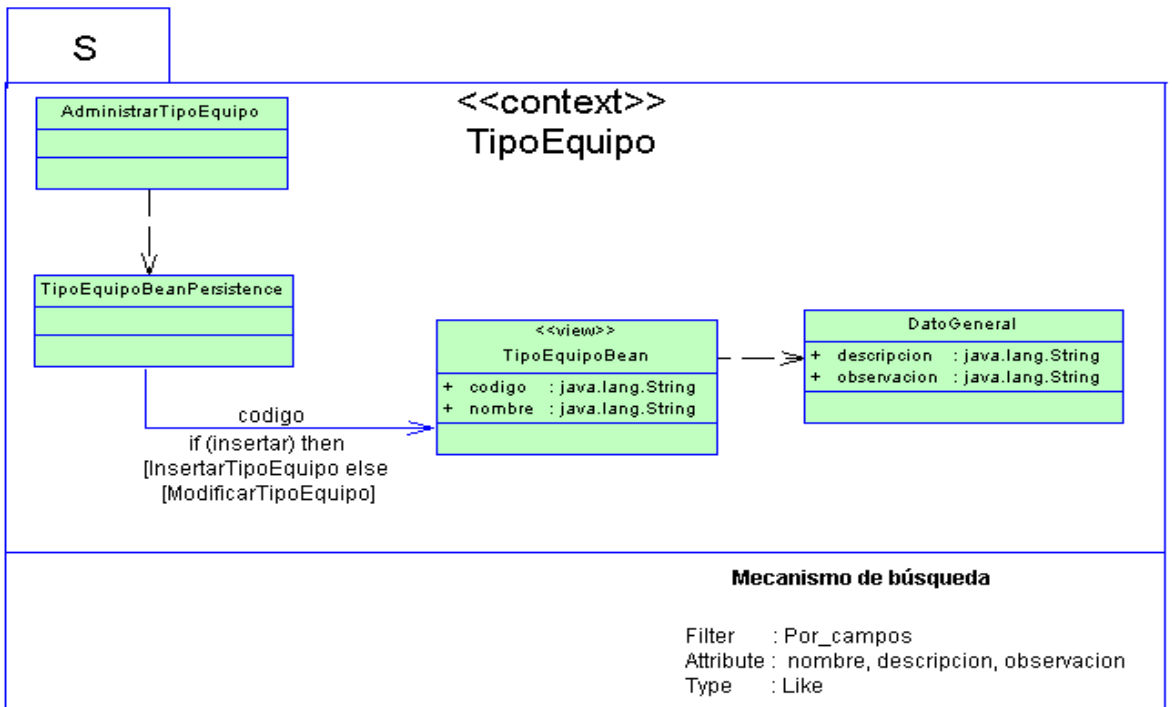 S
<<context>>
TipoEquipo
AdministrarTipoEquipo
TipoEquipoBeanPersistence
codigo
if (insertar) then
[InsertarTipoEquipo else
[ModificarTipoEquipo]
<<view>>
TipoEquipoBean
+ codigo : java.lang.String
+ nombre : java.lang.String
DatoGeneral
+ descripcion : java.lang.String
+ observacion : java.lang.String
Mecanismo de búsqueda
Filter : Por_campos
Attribute : nombre, descripcion, observacion
Type : Like